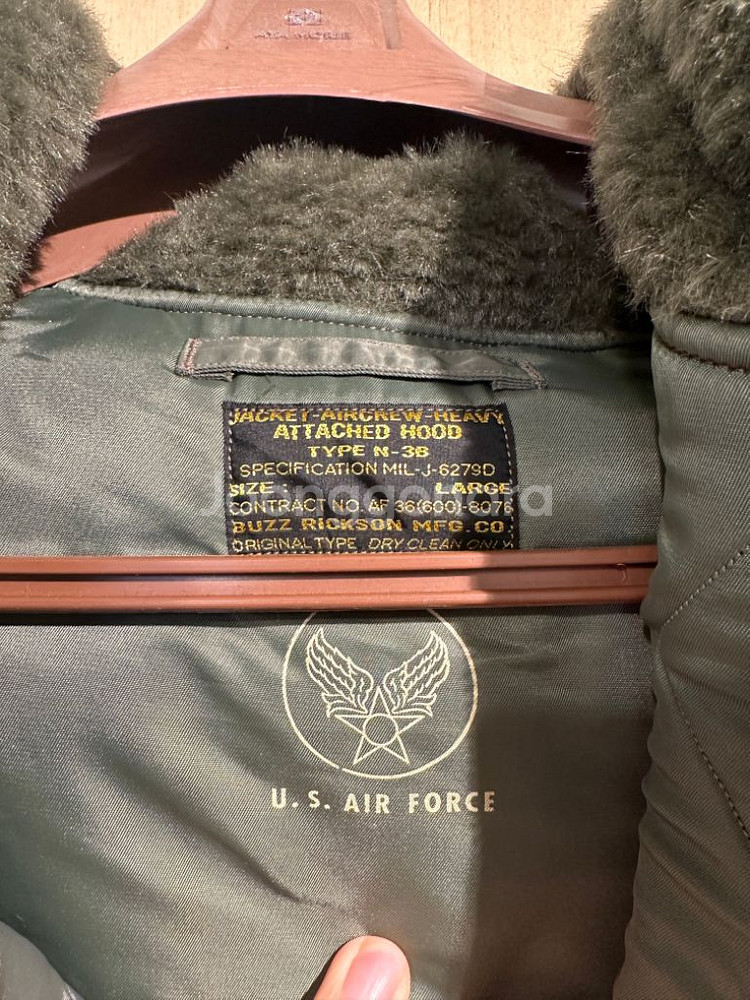 JACKET-AIRCREW-HEAVY
ATTACHED HOOD
TYPE N-3B
SPECIFICATION MIL-J-6279D
SIZE : LARGE
CONTRACT NO. AF 36(600)-8076
BUZZ RICKSON MFG. CO.
ORIGINAL TYPE DRY CLEAN ONLY
U. S. AIR FORCE